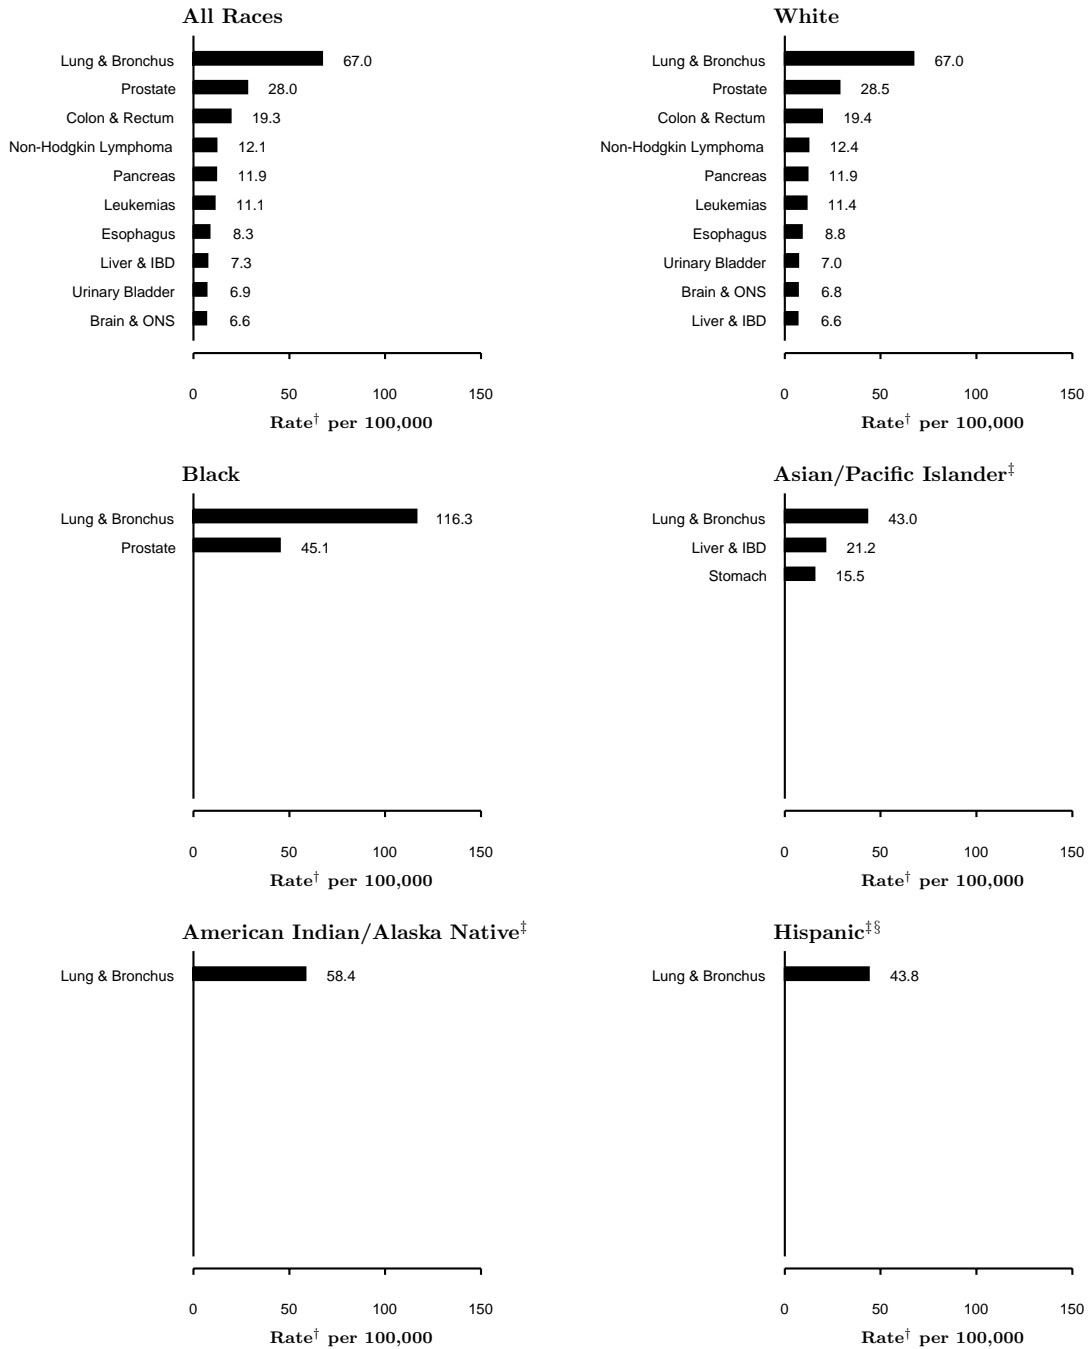 All Races
Lung & Bronchus 67.0
Prostate 28.0
Colon & Rectum 19.3
Non-Hodgkin Lymphoma 12.1
Pancreas 11.9
Leukemias 11.1
Esophagus 8.3
Liver & IBD 7.3
Urinary Bladder 6.9
Brain & ONS 6.6
0 50 100 150
Rate† per 100,000
White
Lung & Bronchus 67.0
Prostate 28.5
Colon & Rectum 19.4
Non-Hodgkin Lymphoma 12.4
Pancreas 11.9
Leukemias 11.4
Esophagus 8.8
Urinary Bladder 7.0
Brain & ONS 6.8
Liver & IBD 6.6
0 50 100 150
Rate† per 100,000
Black
Lung & Bronchus 116.3
Prostate 45.1
0 50 100 150
Rate† per 100,000
Asian/Pacific Islander‡
Lung & Bronchus 43.0
Liver & IBD 21.2
Stomach 15.5
0 50 100 150
Rate† per 100,000
American Indian/Alaska Native‡
Lung & Bronchus 58.4
0 50 100 150
Rate† per 100,000
Hispanic‡§
Lung & Bronchus 43.8
0 50 100 150
Rate† per 100,000